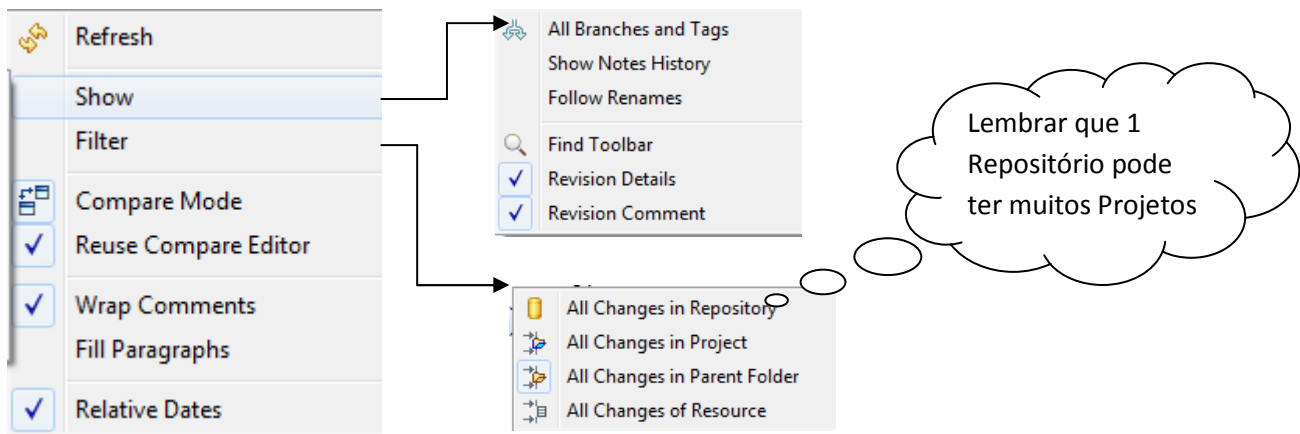 Refresh
Show
Filter
Compare Mode
Reuse Compare Editor
Wrap Comments
Fill Paragraphs
Relative Dates
All Branches and Tags
Show Notes History
Follow Renames
Find Toolbar
Revision Details
Revision Comment
All Changes in Repository
All Changes in Project
All Changes in Parent Folder
All Changes of Resource
Lembrar que 1
Repositório pode
ter muitos Projetos